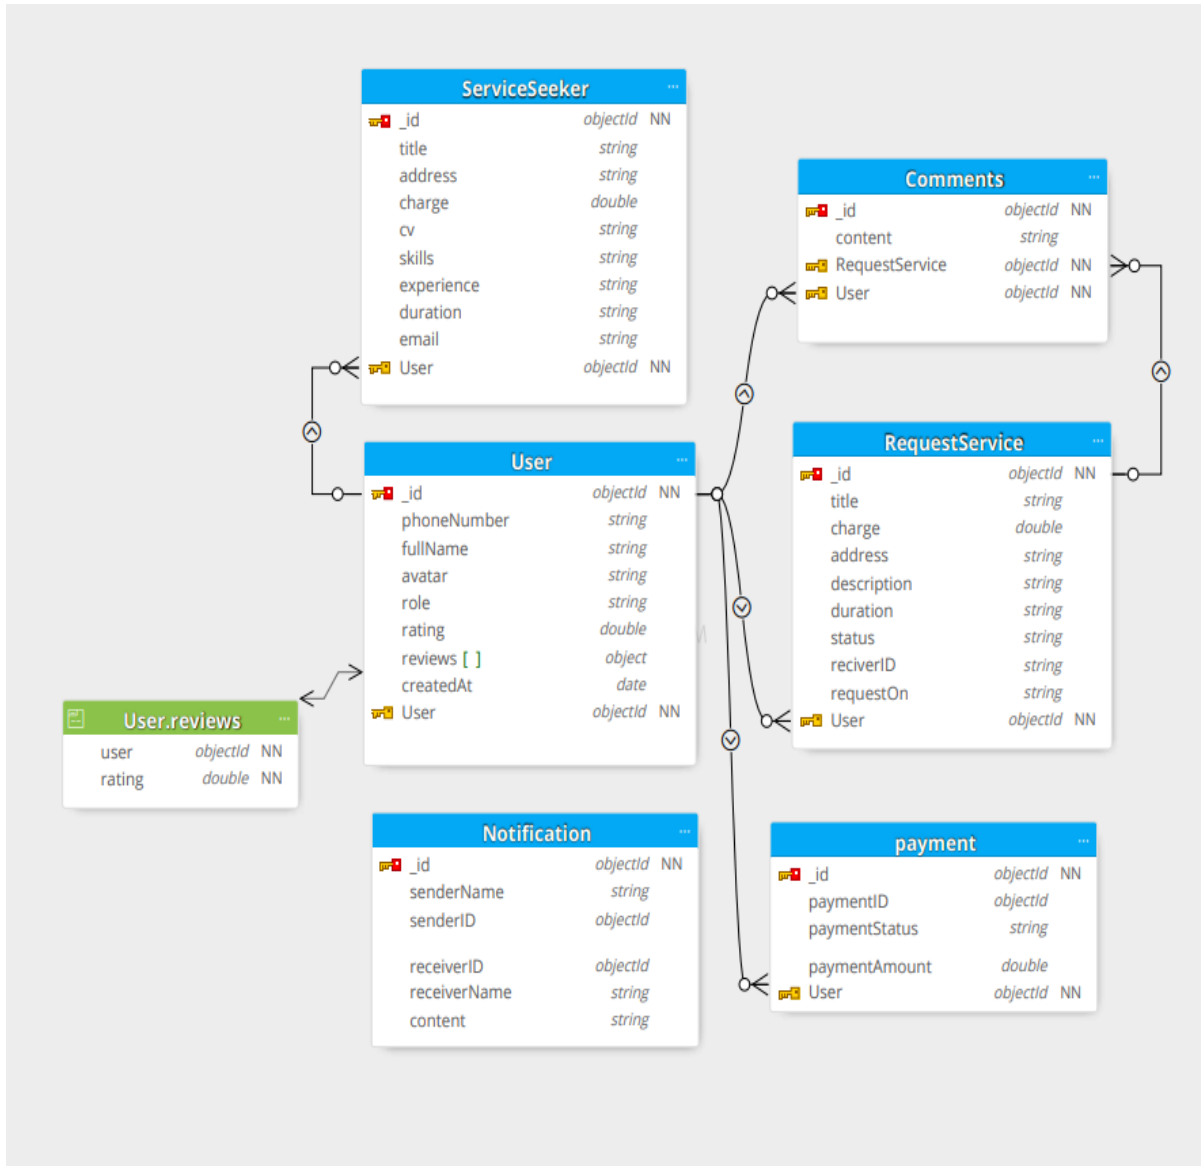 ServiceSeeker ...
_id objectId NN
title string
address string
charge double
cv string
skills string
experience string
duration string
email string
User objectId NN
Comments ...
_id objectId NN
content string
RequestService objectId NN
User objectId NN
User ...
_id objectId NN
phoneNumber string
fullName string
avatar string
role string
rating double
reviews [ ] object
createdAt date
User objectId NN
RequestService ...
_id objectId NN
title string
charge double
address string
description string
duration string
status string
reciverID string
requestOn string
User objectId NN
User.reviews ...
user objectId NN
rating double NN
Notification ...
_id objectId NN
senderName string
senderID objectId
receiverID objectId
receiverName string
content string
payment ...
_id objectId NN
paymentID objectId
paymentStatus string
paymentAmount double
User objectId NN